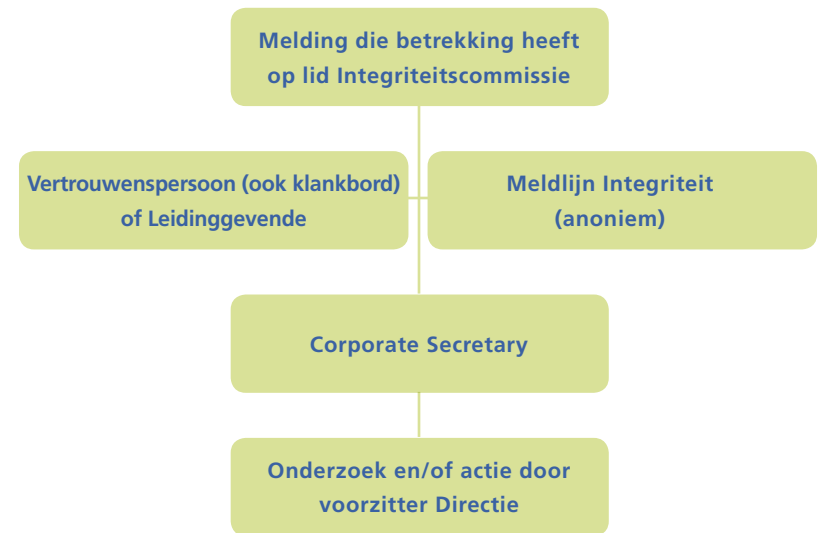 Melding die betrekking heeft
op lid Integriteitscommissie
Vertrouwenspersoon (ook klankbord)
of Leidinggevende
Meldlijn Integriteit
(anoniem)
Corporate Secretary
Onderzoek en/of actie door
voorzitter Directie